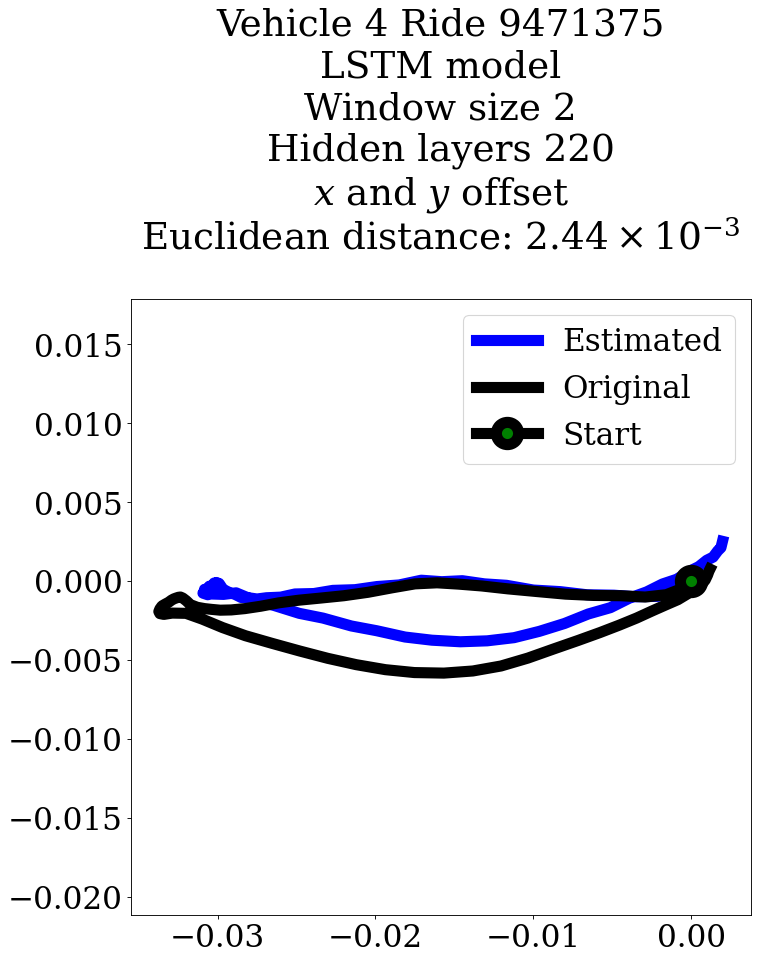 Vehicle 4 Ride 9471375
LSTM model
Window size 2
Hidden layers 220
x and y offset
Euclidean distance: 2.44 × 10⁻³
Estimated
Original
Start
0.015
0.010
0.005
0.000
−0.005
−0.010
−0.015
−0.020
−0.03 −0.02 −0.01 0.00